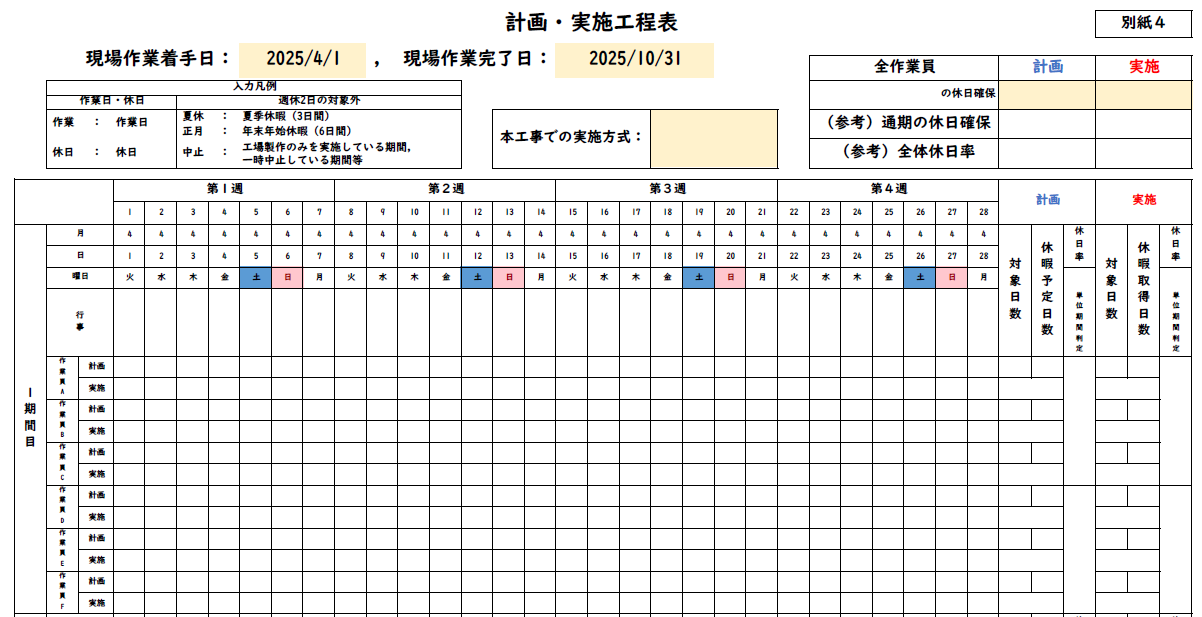 計画・実施工程表
別紙４
現場作業着手日： 2025/4/1 ， 現場作業完了日： 2025/10/31
入力凡例
作業日・休日 週休2日の対象外
作業 ： 作業日
休日 ： 休日
夏休 ： 夏季休暇（3日間）
正月 ： 年末年始休暇（6日間）
中止 ： 工場製作のみを実施している期間，
一時中止している期間等
本工事での実施方式：
全作業員 計画 実施
の休日確保
（参考）通期の休日確保
（参考）全体休日率
第１週 第２週 第３週 第４週 計画 実施
1 2 3 4 5 6 7 8 9 10 11 12 13 14 15 16 17 18 19 20 21 22 23 24 25 26 27 28
月 4 4 4 4 4 4 4 4 4 4 4 4 4 4 4 4 4 4 4 4 4 4 4 4 4 4 4 4
日 1 2 3 4 5 6 7 8 9 10 11 12 13 14 15 16 17 18 19 20 21 22 23 24 25 26 27 28
曜日 火 水 木 金 土 日 月 火 水 木 金 土 日 月 火 水 木 金 土 日 月 火 水 木 金 土 日 月
行事
対象日数
休暇予定日数
休日率
単位期間判定
対象日数
休暇取得日数
休日率
単位期間判定
1期間目
作業員A 計画
実施
作業員B 計画
実施
作業員C 計画
実施
作業員D 計画
実施
作業員E 計画
実施
作業員F 計画
実施